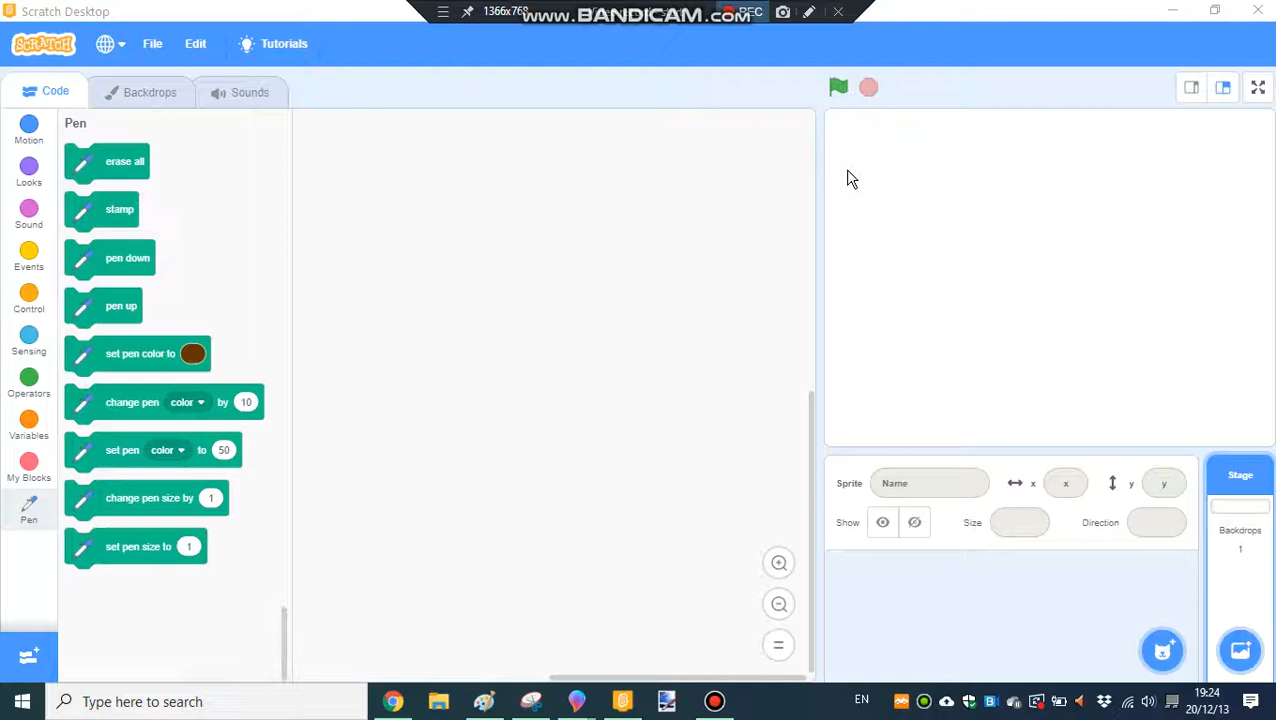 Scratch Desktop
1366x768
www.BANDICAM.com
REC
SCRATCH
File
Edit
Tutorials
Code
Backdrops
Sounds
Motion
Looks
Sound
Events
Control
Sensing
Operators
Variables
My Blocks
Pen
Pen
erase all
stamp
pen down
pen up
set pen color to
change pen color by 10
set pen color to 50
change pen size by 1
set pen size to 1
Sprite Name x x y y
Show Size Direction
Stage
Backdrops
1
Type here to search
EN
19:24
20/12/13